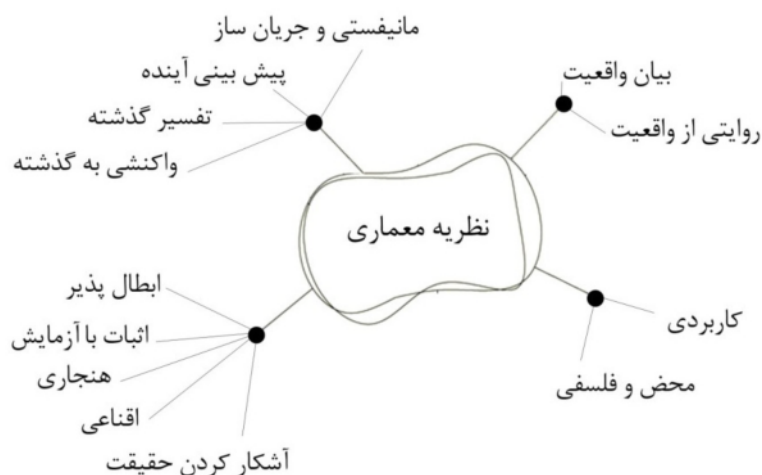 مانیفستی و جریان ساز
پیش بینی آینده
تفسیر گذشته
واکنشی به گذشته
بیان واقعیت
روایتی از واقعیت
نظریه معماری
کاربردی
محض و فلسفی
ابطال پذیر
اثبات با آزمایش
هنجاری
اقناعی
آشکار کردن حقیقت